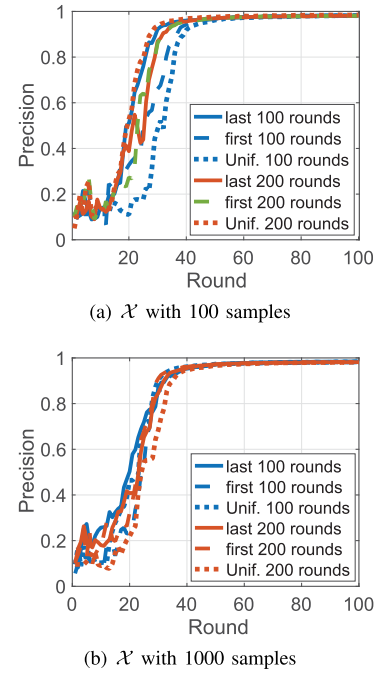 1
0.8
0.6
0.4
0.2
0
Precision
last 100 rounds
first 100 rounds
Unif. 100 rounds
last 200 rounds
first 200 rounds
Unif. 200 rounds
20 40 60 80 100
Round
(a) 𝒳 with 100 samples
1
0.8
0.6
0.4
0.2
0
Precision
last 100 rounds
first 100 rounds
Unif. 100 rounds
last 200 rounds
first 200 rounds
Unif. 200 rounds
0 20 40 60 80 100
Round
(b) 𝒳 with 1000 samples